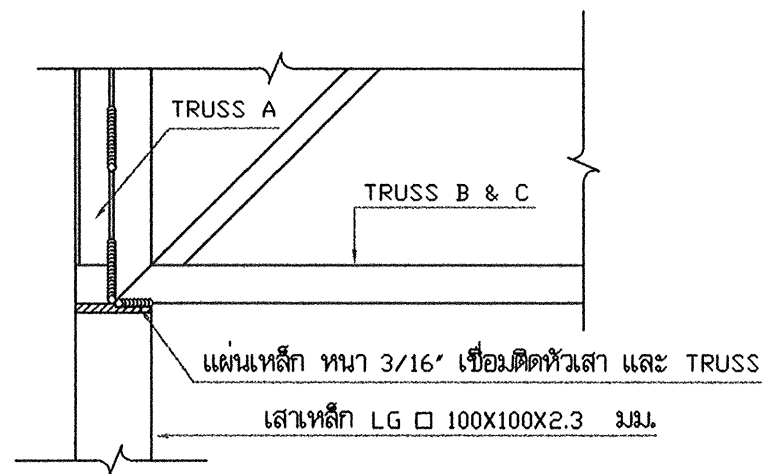 TRUSS A
TRUSS B & C
แผ่นเหล็ก หนา 3/16" เชื่อมติดหัวเสา และ TRUSS
เสาเหล็ก LG □ 100X100X2.3 มม.